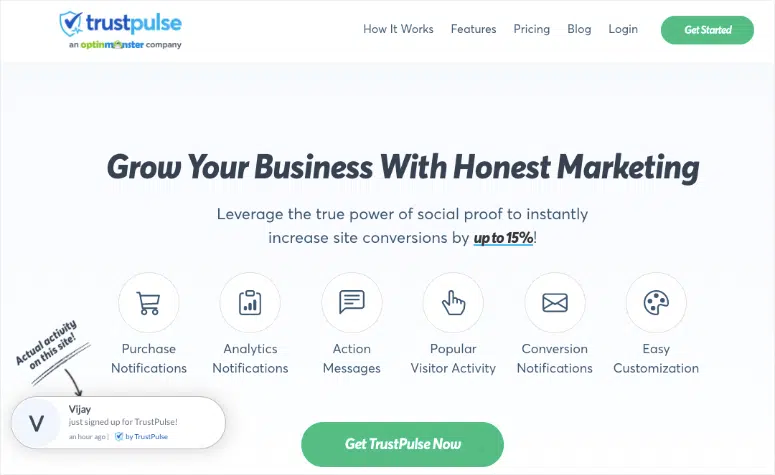 trustpulse
an optinmonster company
How It Works Features Pricing Blog Login Get Started
Grow Your Business With Honest Marketing
Leverage the true power of social proof to instantly
increase site conversions by up to 15%!
Purchase
Notifications
Analytics
Notifications
Action
Messages
Popular
Visitor Activity
Conversion
Notifications
Easy
Customization
Actual activity
on this site!
V
Vijay
just signed up for TrustPulse!
an hour ago | by TrustPulse
Get TrustPulse Now